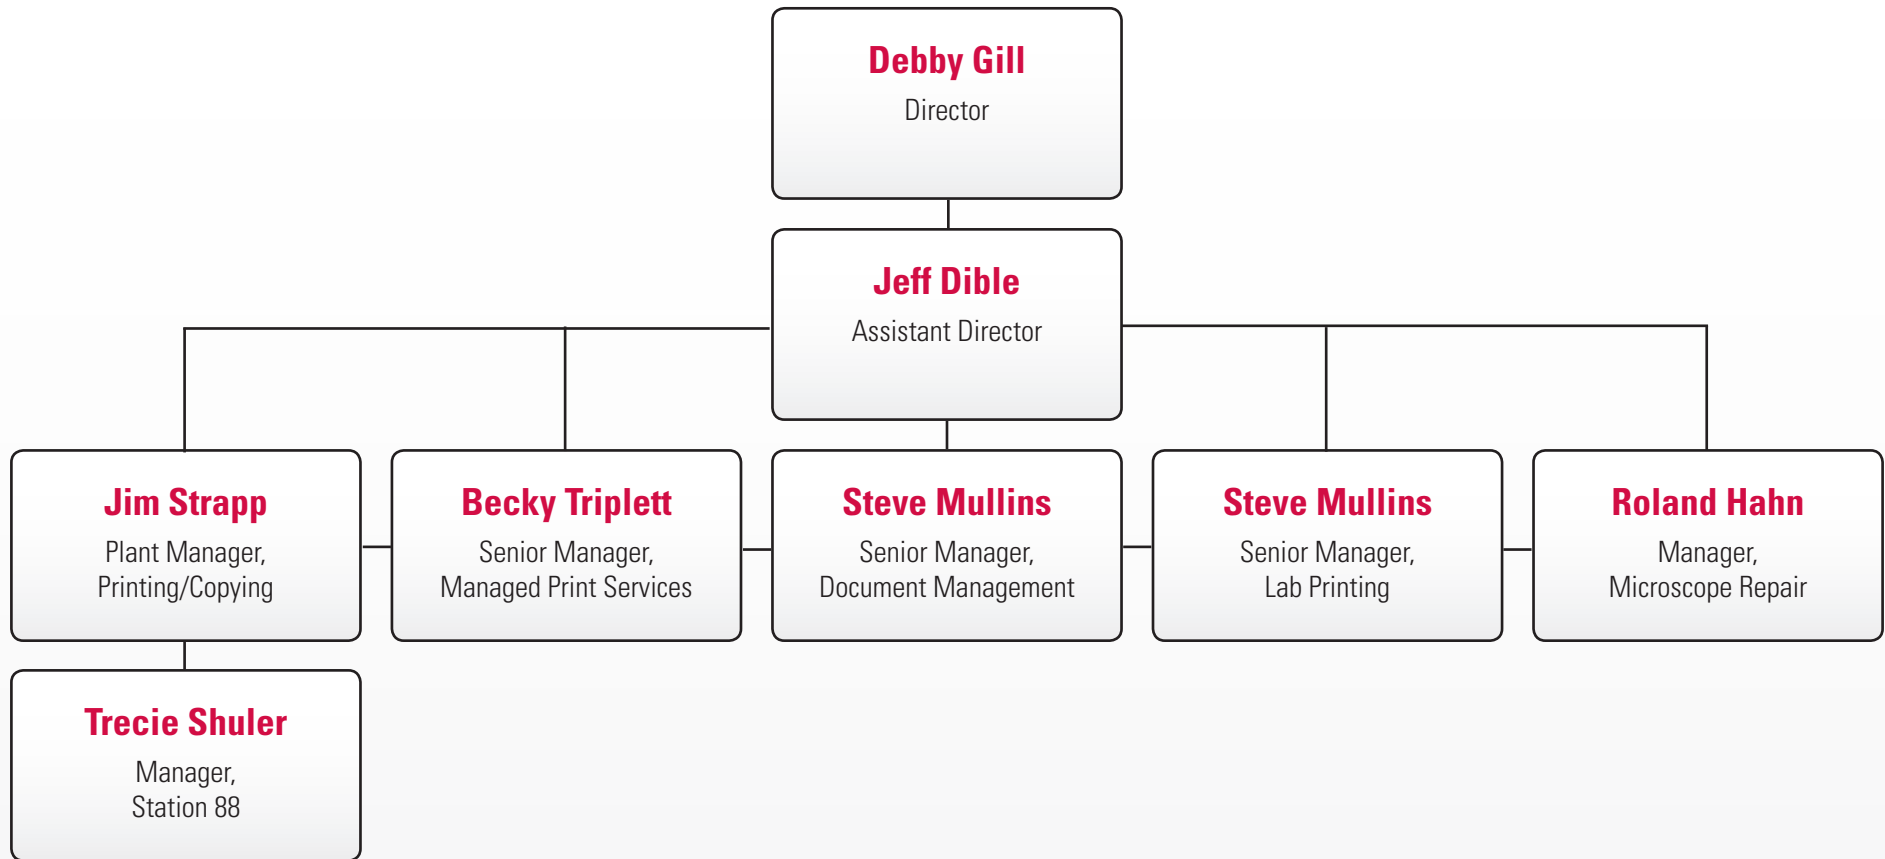 Debby Gill
Director
Jeff Dible
Assistant Director
Jim Strapp
Plant Manager,
Printing/Copying
Becky Triplett
Senior Manager,
Managed Print Services
Steve Mullins
Senior Manager,
Document Management
Steve Mullins
Senior Manager,
Lab Printing
Roland Hahn
Manager,
Microscope Repair
Trecie Shuler
Manager,
Station 88